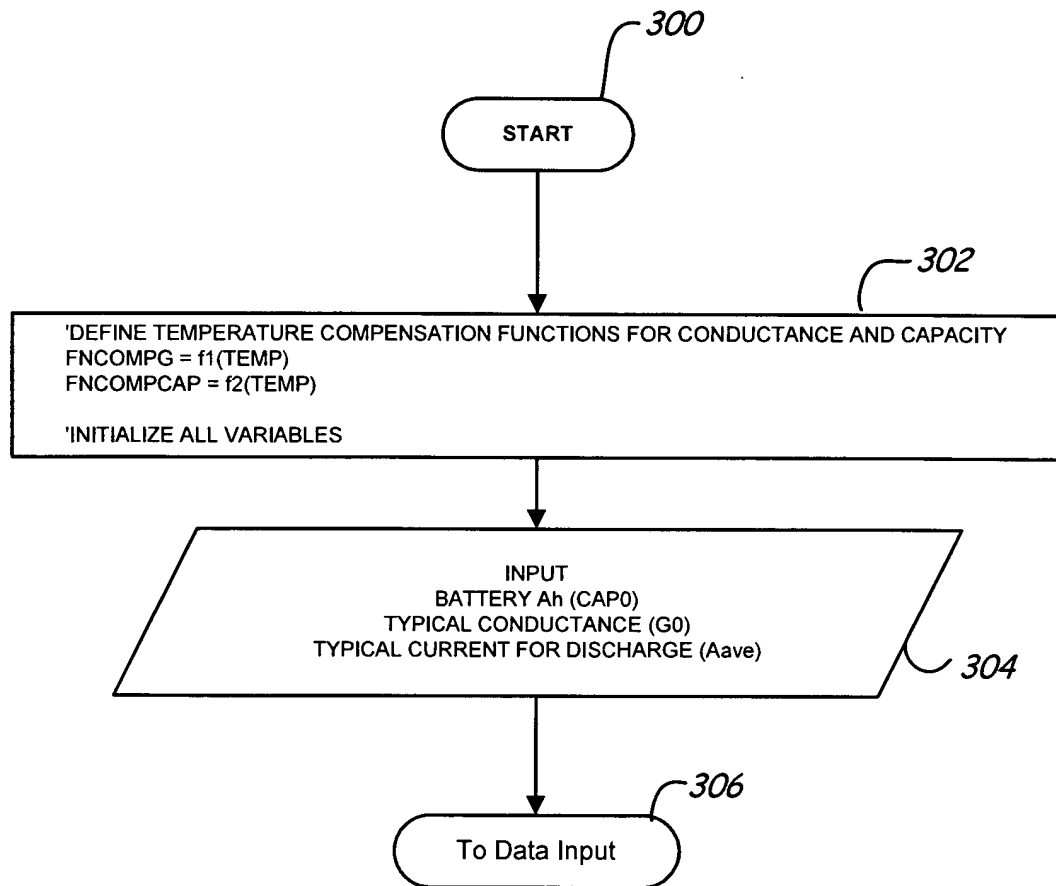 300
START
302
'DEFINE TEMPERATURE COMPENSATION FUNCTIONS FOR CONDUCTANCE AND CAPACITY
FNCOMPG = f1(TEMP)
FNCOMPCAP = f2(TEMP)
'INITIALIZE ALL VARIABLES
INPUT
BATTERY Ah (CAP0)
TYPICAL CONDUCTANCE (G0)
TYPICAL CURRENT FOR DISCHARGE (Aave)
304
306
To Data Input